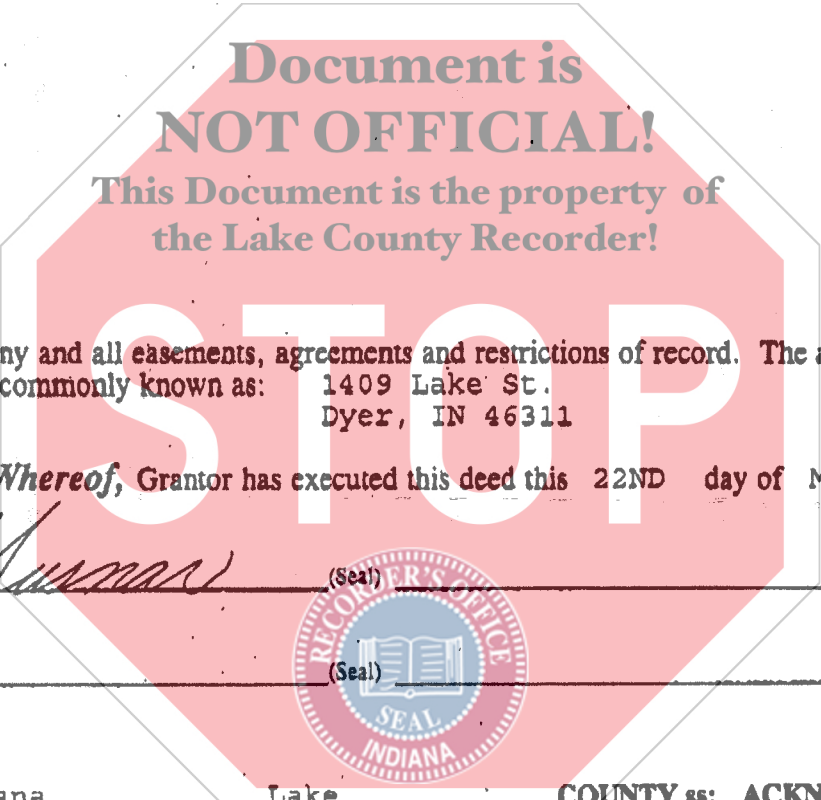 Document is
NOT OFFICIAL!
This Document is the property of
the Lake County Recorder!
STOP
ny and all easements, agreements and restrictions of record. The a
commonly known as: 1409 Lake St.
Dyer, IN 46311
Whereof, Grantor has executed this deed this 22ND day of M
(Seal)
RECORDER'S OFFICE
(Seal)
SEAL
INDIANA
ana Lake COUNTY ss: ACKN